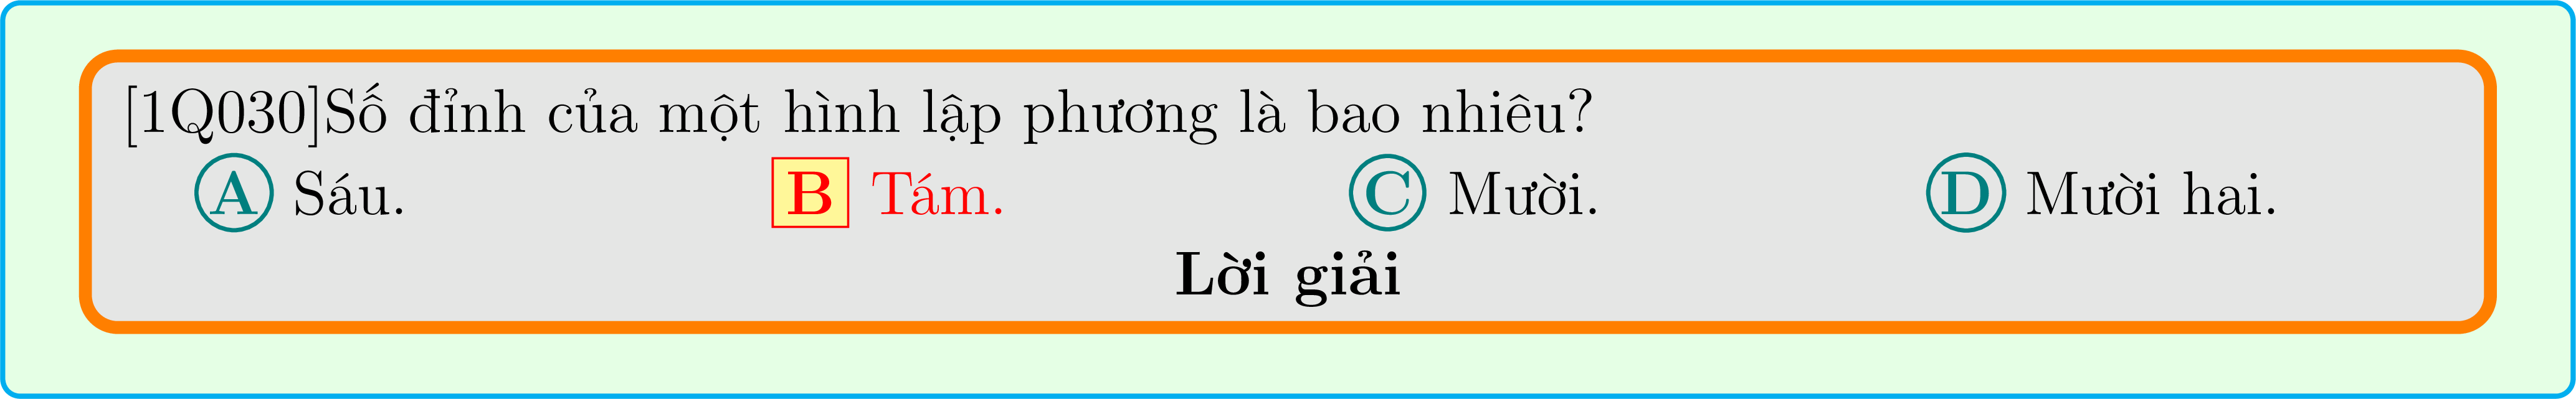 [1Q030]Số đỉnh của một hình lập phương là bao nhiêu?
A Sáu. B Tám. C Mười. D Mười hai.
Lời giải